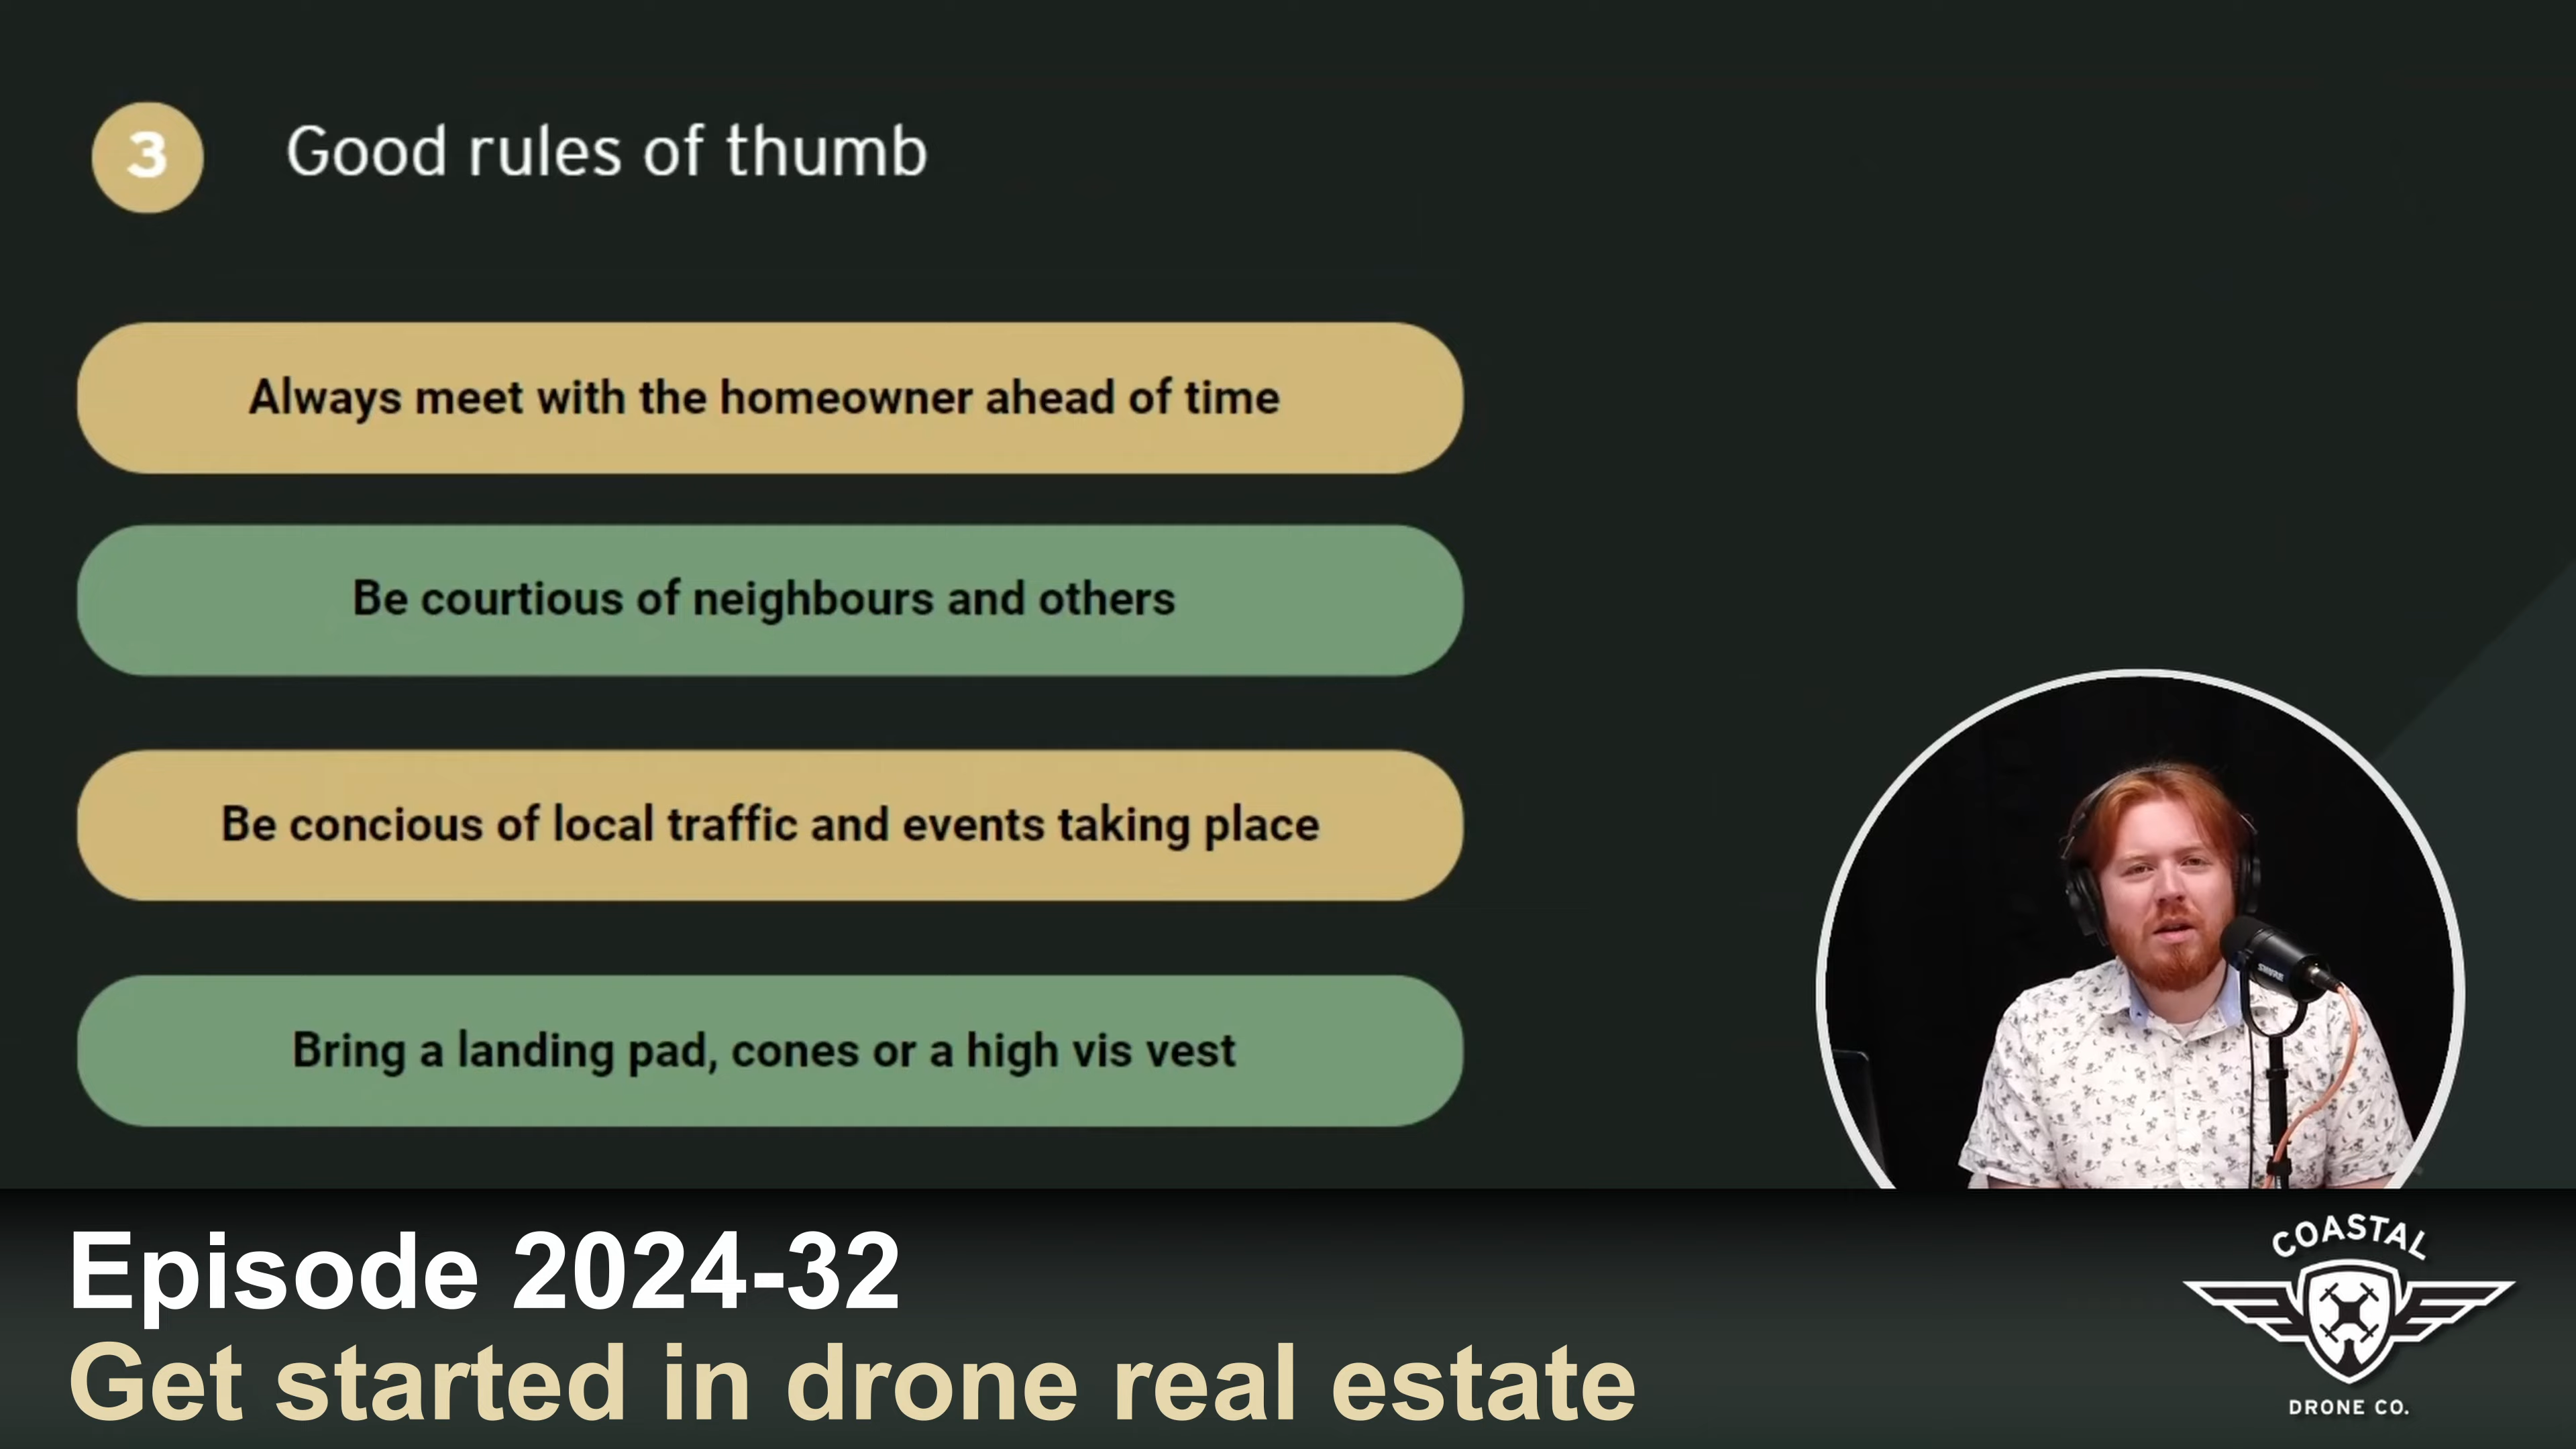 3 Good rules of thumb
Always meet with the homeowner ahead of time
Be courtious of neighbours and others
Be concious of local traffic and events taking place
Bring a landing pad, cones or a high vis vest
SHURE
Episode 2024-32
Get started in drone real estate
COASTAL
DRONE CO.